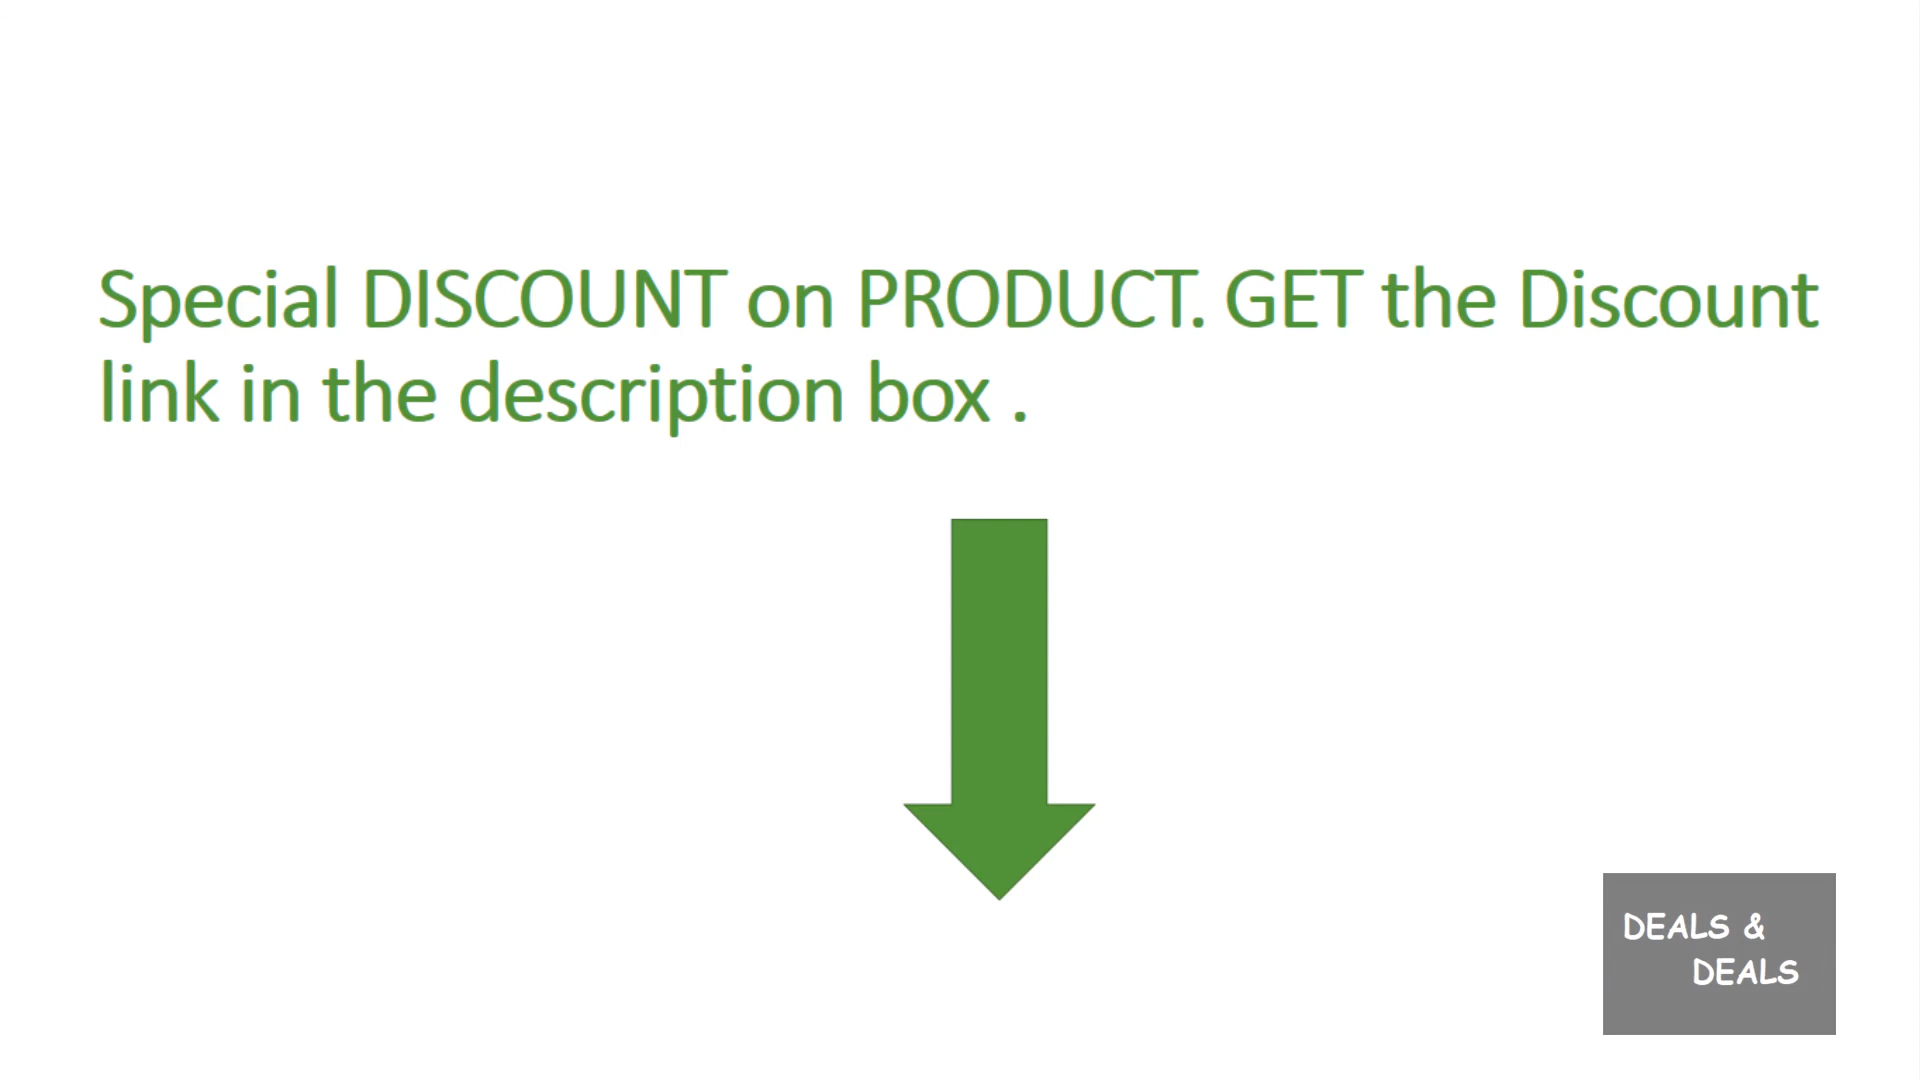 Special DISCOUNT on PRODUCT. GET the Discount
link in the description box .
DEALS &
DEALS